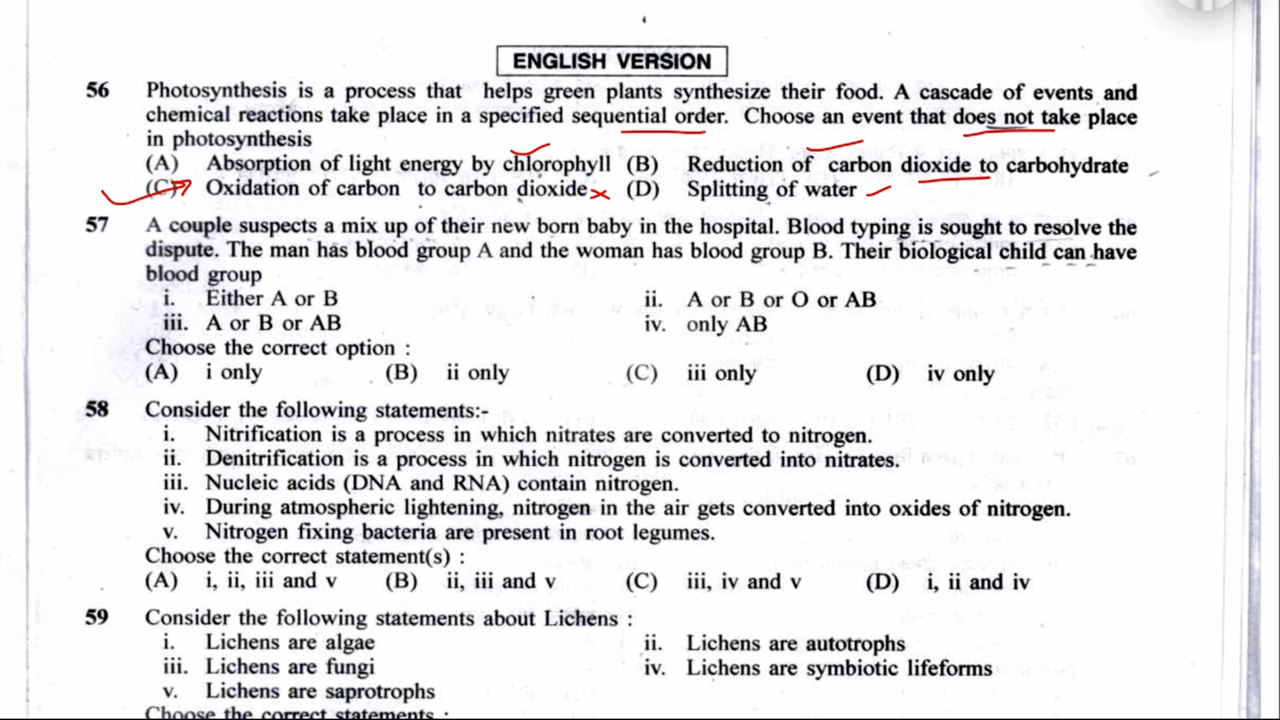 ENGLISH VERSION
56 Photosynthesis is a process that helps green plants synthesize their food. A cascade of events and
chemical reactions take place in a specified sequential order. Choose an event that does not take place
in photosynthesis
(A) Absorption of light energy by chlorophyll (B) Reduction of carbon dioxide to carbohydrate
(C) Oxidation of carbon to carbon dioxide (D) Splitting of water
57 A couple suspects a mix up of their new born baby in the hospital. Blood typing is sought to resolve the
dispute. The man has blood group A and the woman has blood group B. Their biological child can have
blood group
i. Either A or B ii. A or B or O or AB
iii. A or B or AB iv. only AB
Choose the correct option :
(A) i only (B) ii only (C) iii only (D) iv only
58 Consider the following statements:-
i. Nitrification is a process in which nitrates are converted to nitrogen.
ii. Denitrification is a process in which nitrogen is converted into nitrates.
iii. Nucleic acids (DNA and RNA) contain nitrogen.
iv. During atmospheric lightening, nitrogen in the air gets converted into oxides of nitrogen.
v. Nitrogen fixing bacteria are present in root legumes.
Choose the correct statement(s) :
(A) i, ii, iii and v (B) ii, iii and v (C) iii, iv and v (D) i, ii and iv
59 Consider the following statements about Lichens :
i. Lichens are algae ii. Lichens are autotrophs
iii. Lichens are fungi iv. Lichens are symbiotic lifeforms
v. Lichens are saprotrophs
Choose the correct statements :